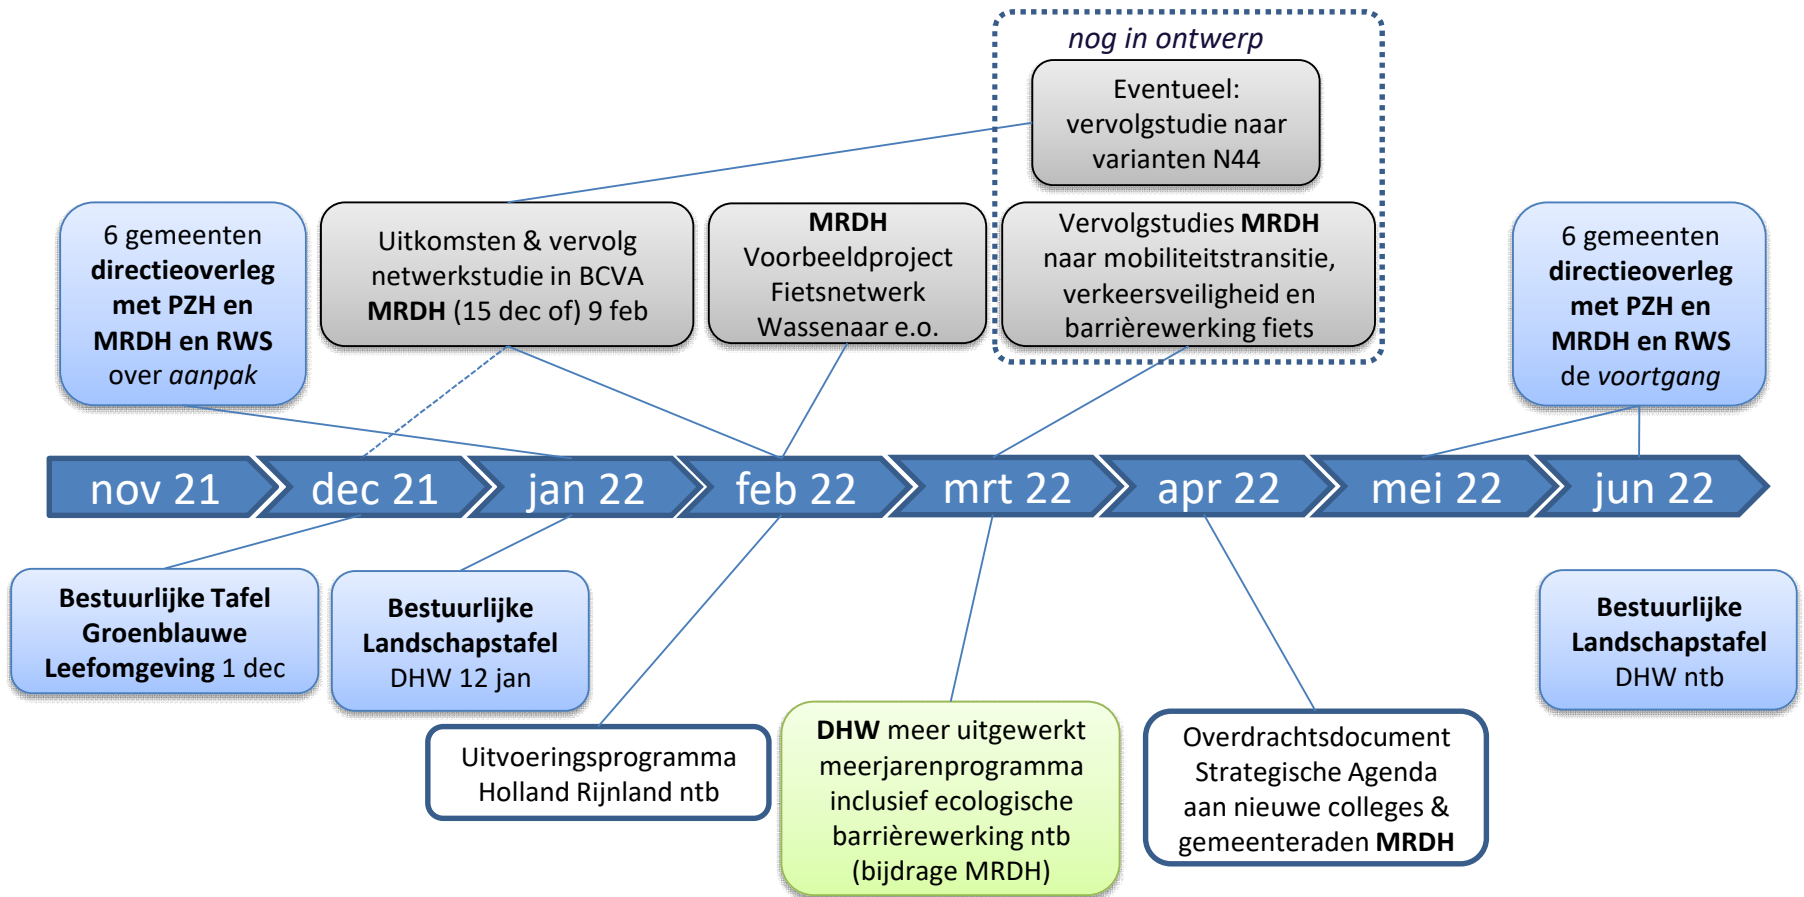 nog in ontwerp
Eventueel:
vervolgstudie naar
varianten N44
6 gemeenten
directieoverleg
met PZH en
MRDH en RWS
over aanpak
Uitkomsten & vervolg
netwerkstudie in BCVA
MRDH (15 dec of) 9 feb
MRDH
Voorbeeldproject
Fietsnetwerk
Wassenaar e.o.
Vervolgstudies MRDH
naar mobiliteitstransitie,
verkeersveiligheid en
barrièrewerking fiets
6 gemeenten
directieoverleg
met PZH en
MRDH en RWS
de voortgang
nov 21
dec 21
jan 22
feb 22
mrt 22
apr 22
mei 22
jun 22
Bestuurlijke Tafel
Groenblauwe
Leefomgeving 1 dec
Bestuurlijke
Landschapstafel
DHW 12 jan
Uitvoeringsprogramma
Holland Rijnland ntb
DHW meer uitgewerkt
meerjarenprogramma
inclusief ecologische
barrièrewerking ntb
(bijdrage MRDH)
Overdrachtsdocument
Strategische Agenda
aan nieuwe colleges &
gemeenteraden MRDH
Bestuurlijke
Landschapstafel
DHW ntb